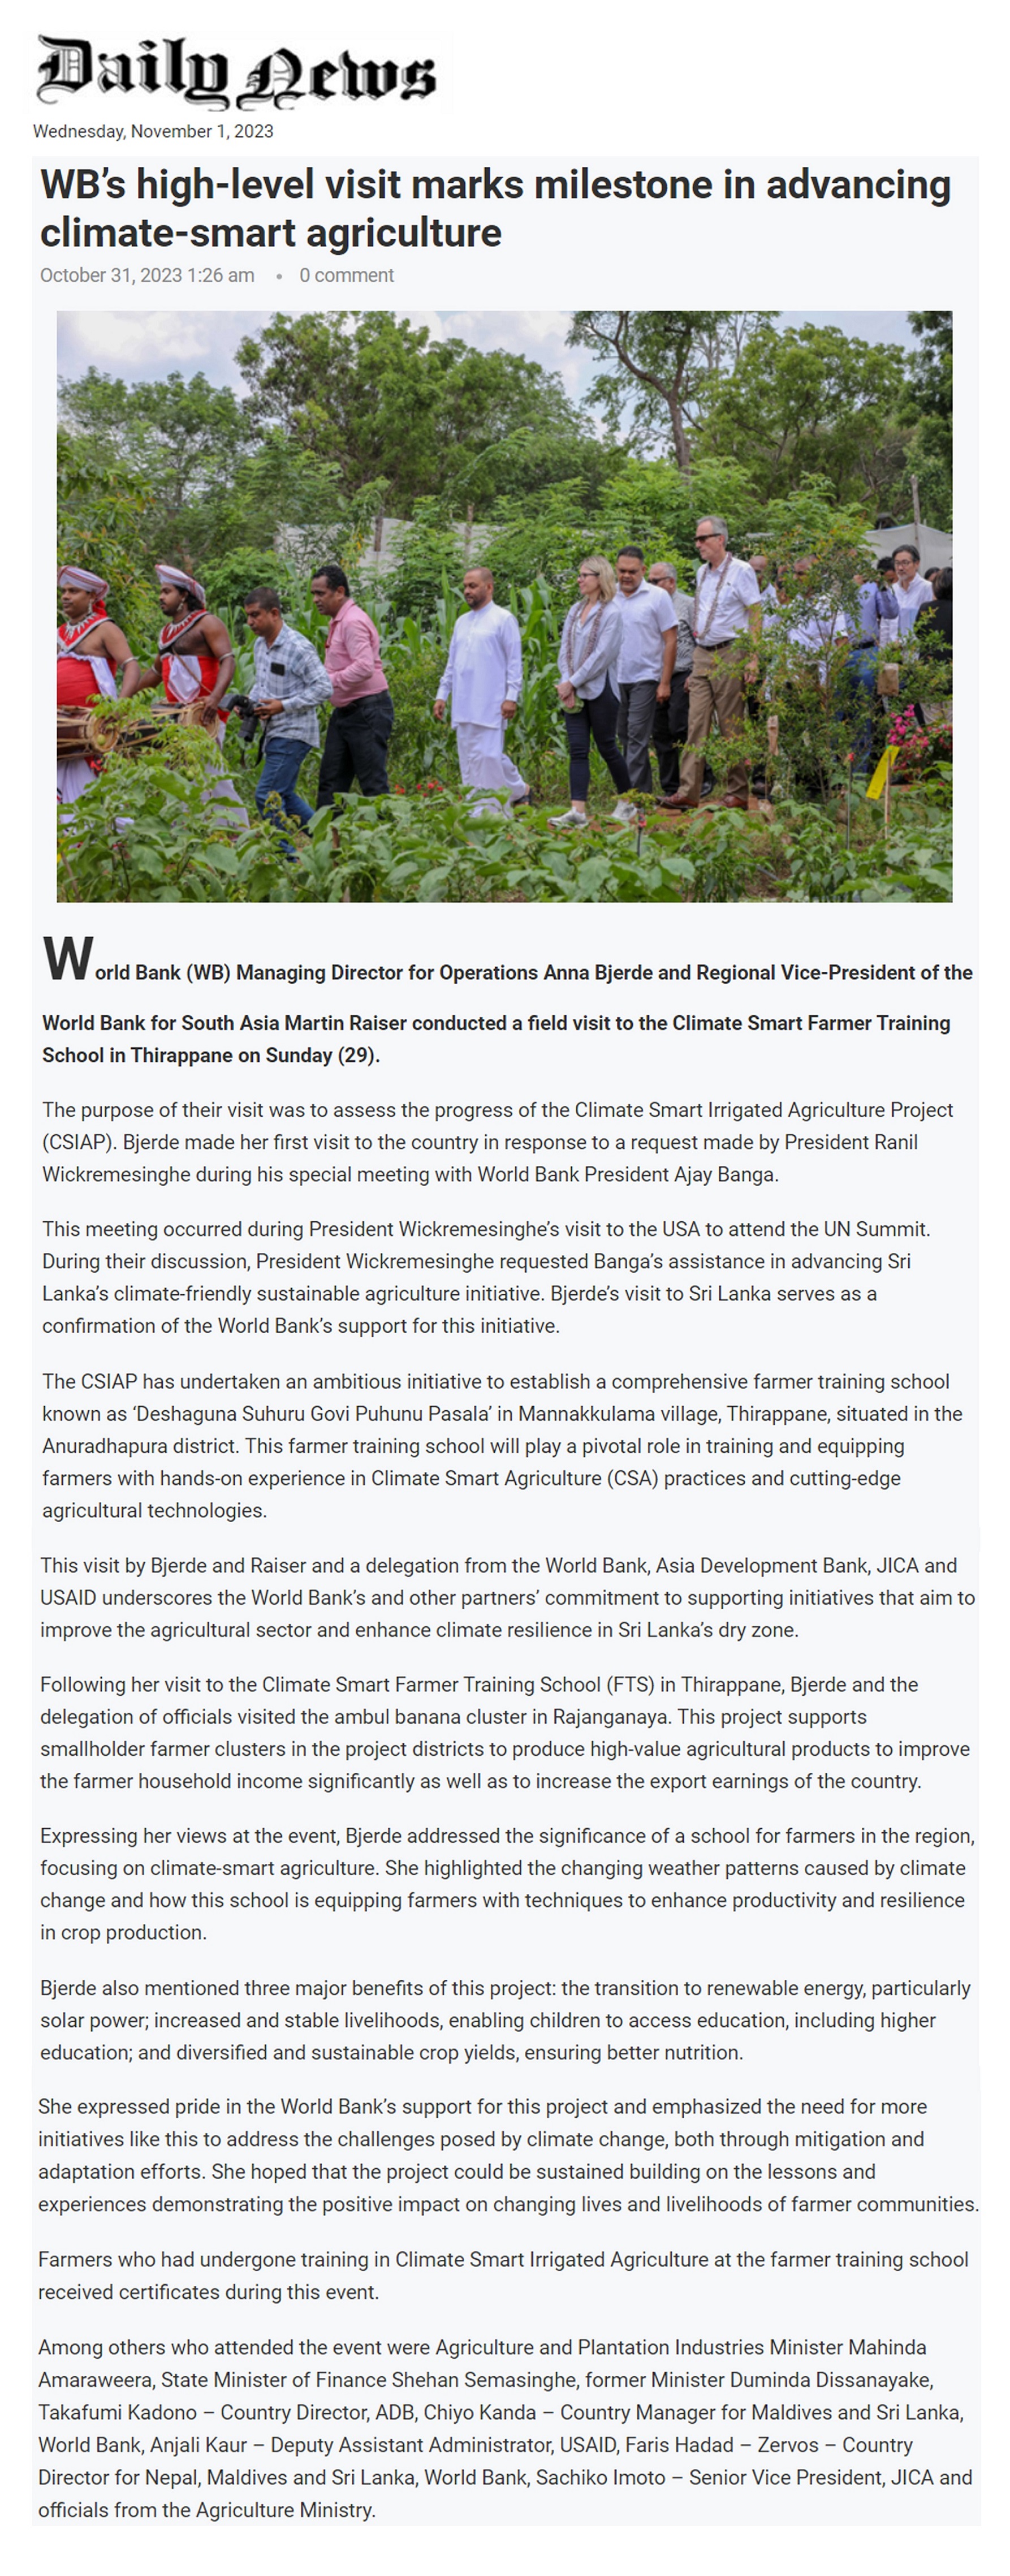 Daily News
Wednesday, November 1, 2023
WB’s high-level visit marks milestone in advancing
climate-smart agriculture
October 31, 2023 1:26 am • 0 comment
World Bank (WB) Managing Director for Operations Anna Bjerde and Regional Vice-President of the
World Bank for South Asia Martin Raiser conducted a field visit to the Climate Smart Farmer Training
School in Thirappane on Sunday (29).
The purpose of their visit was to assess the progress of the Climate Smart Irrigated Agriculture Project
(CSIAP). Bjerde made her first visit to the country in response to a request made by President Ranil
Wickremesinghe during his special meeting with World Bank President Ajay Banga.
This meeting occurred during President Wickremesinghe’s visit to the USA to attend the UN Summit.
During their discussion, President Wickremesinghe requested Banga’s assistance in advancing Sri
Lanka’s climate-friendly sustainable agriculture initiative. Bjerde’s visit to Sri Lanka serves as a
confirmation of the World Bank’s support for this initiative.
The CSIAP has undertaken an ambitious initiative to establish a comprehensive farmer training school
known as ‘Deshaguna Suhuru Govi Puhunu Pasala’ in Mannakkulama village, Thirappane, situated in the
Anuradhapura district. This farmer training school will play a pivotal role in training and equipping
farmers with hands-on experience in Climate Smart Agriculture (CSA) practices and cutting-edge
agricultural technologies.
This visit by Bjerde and Raiser and a delegation from the World Bank, Asia Development Bank, JICA and
USAID underscores the World Bank’s and other partners’ commitment to supporting initiatives that aim to
improve the agricultural sector and enhance climate resilience in Sri Lanka’s dry zone.
Following her visit to the Climate Smart Farmer Training School (FTS) in Thirappane, Bjerde and the
delegation of officials visited the ambul banana cluster in Rajanganaya. This project supports
smallholder farmer clusters in the project districts to produce high-value agricultural products to improve
the farmer household income significantly as well as to increase the export earnings of the country.
Expressing her views at the event, Bjerde addressed the significance of a school for farmers in the region,
focusing on climate-smart agriculture. She highlighted the changing weather patterns caused by climate
change and how this school is equipping farmers with techniques to enhance productivity and resilience
in crop production.
Bjerde also mentioned three major benefits of this project: the transition to renewable energy, particularly
solar power; increased and stable livelihoods, enabling children to access education, including higher
education; and diversified and sustainable crop yields, ensuring better nutrition.
She expressed pride in the World Bank’s support for this project and emphasized the need for more
initiatives like this to address the challenges posed by climate change, both through mitigation and
adaptation efforts. She hoped that the project could be sustained building on the lessons and
experiences demonstrating the positive impact on changing lives and livelihoods of farmer communities.
Farmers who had undergone training in Climate Smart Irrigated Agriculture at the farmer training school
received certificates during this event.
Among others who attended the event were Agriculture and Plantation Industries Minister Mahinda
Amaraweera, State Minister of Finance Shehan Semasinghe, former Minister Duminda Dissanayake,
Takafumi Kadono – Country Director, ADB, Chiyo Kanda – Country Manager for Maldives and Sri Lanka,
World Bank, Anjali Kaur – Deputy Assistant Administrator, USAID, Faris Hadad – Zervos – Country
Director for Nepal, Maldives and Sri Lanka, World Bank, Sachiko Imoto – Senior Vice President, JICA and
officials from the Agriculture Ministry.